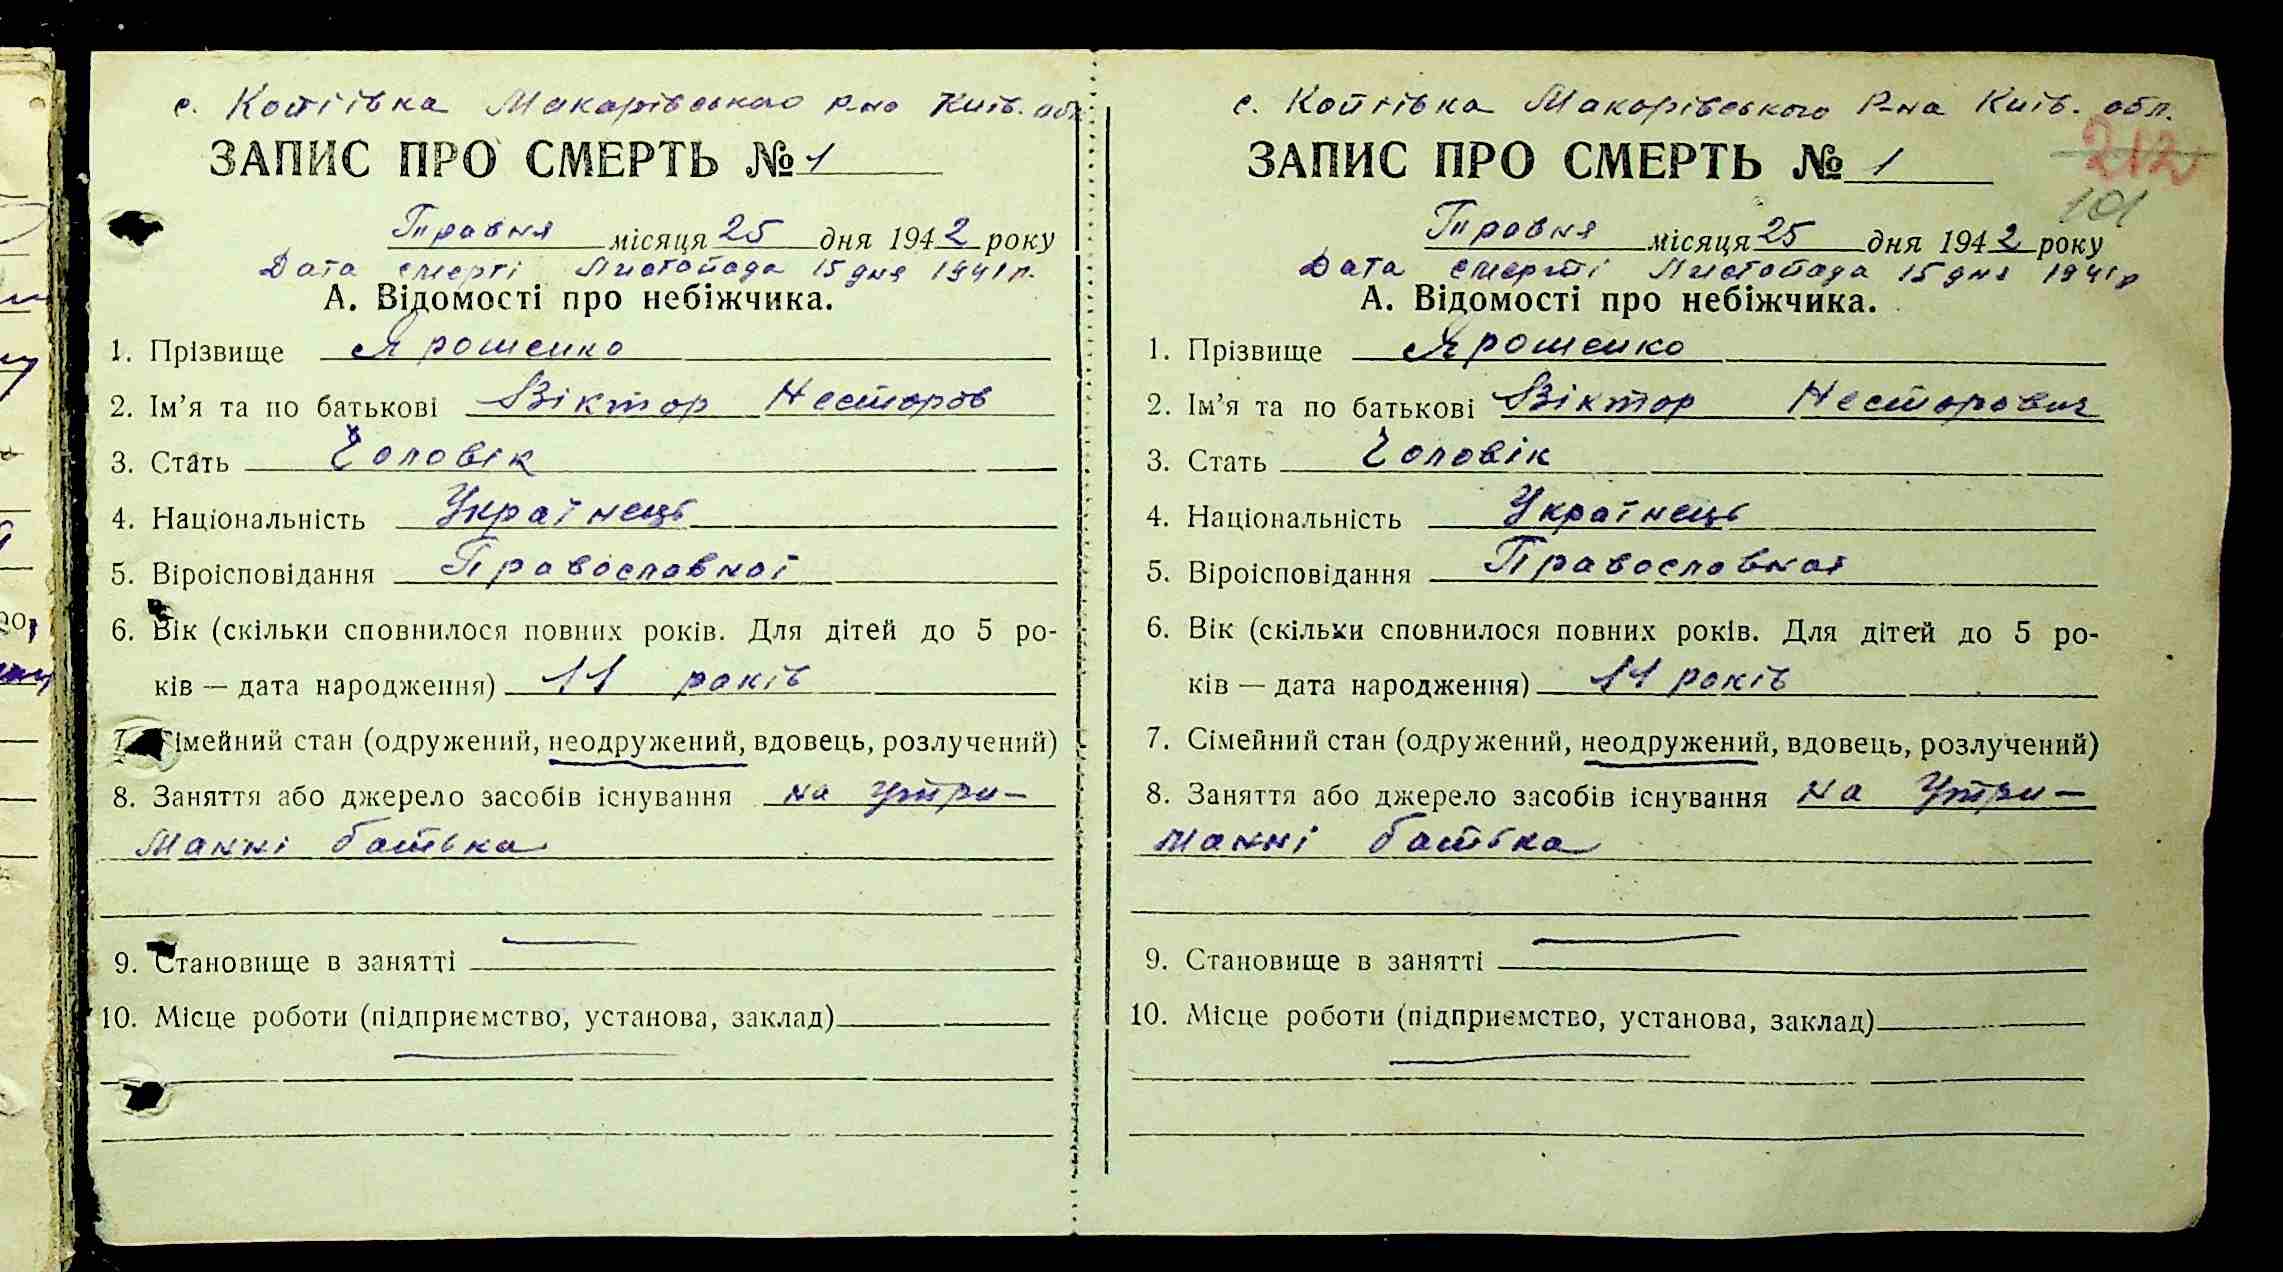 с. Копіївка Макарівського р-но Київ. обл.
ЗАПИС ПРО СМЕРТЬ № 1
Травня місяця 25 дня 1942 року
Дата смерті Листопада 15 дня 1941 р.
А. Відомості про небіжчика.
1. Прізвище Ярошенко
2. Ім’я та по батькові Віктор Несторов
3. Стать Чоловік
4. Національність Українець
5. Віроісповідання Православної
6. Вік (скільки сповнилося повних років. Для дітей до 5 ро-
ків — дата народження) 11 років
7. Сімейний стан (одружений, неодружений, вдовець, розлучений)
8. Заняття або джерело засобів існування на утри-
манні батька
9. Становище в занятті —
10. Місце роботи (підприємство, установа, заклад)
—
с. Копіївка Макарівського р-на Київ. обл.
212
ЗАПИС ПРО СМЕРТЬ № 1
101
Травня місяця 25 дня 1942 року
Дата смерті Листопада 15 дня 1941 р
А. Відомості про небіжчика.
1. Прізвище Ярошенко
2. Ім’я та по батькові Віктор Несторович
3. Стать Чоловік
4. Національність Українець
5. Віроісповідання Православної
6. Вік (скільки сповнилося повних років. Для дітей до 5 ро-
ків — дата народження) 11 років
7. Сімейний стан (одружений, неодружений, вдовець, розлучений)
8. Заняття або джерело засобів існування на утри-
манні батька
9. Становище в занятті —
10. Місце роботи (підприємство, установа, заклад)
—